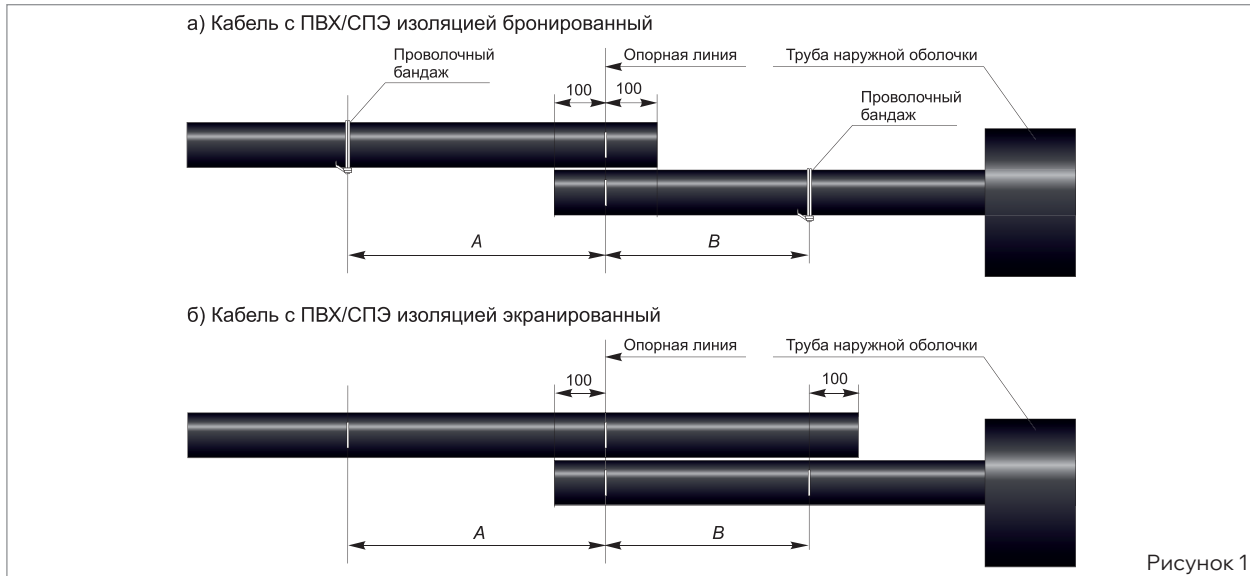 а) Кабель с ПВХ/СПЭ изоляцией бронированный
Проволочный
бандаж
Опорная линия
Труба наружной оболочки
100
100
Проволочный
бандаж
A
B
б) Кабель с ПВХ/СПЭ изоляцией экранированный
Опорная линия
Труба наружной оболочки
100
100
A
B
Рисунок 1